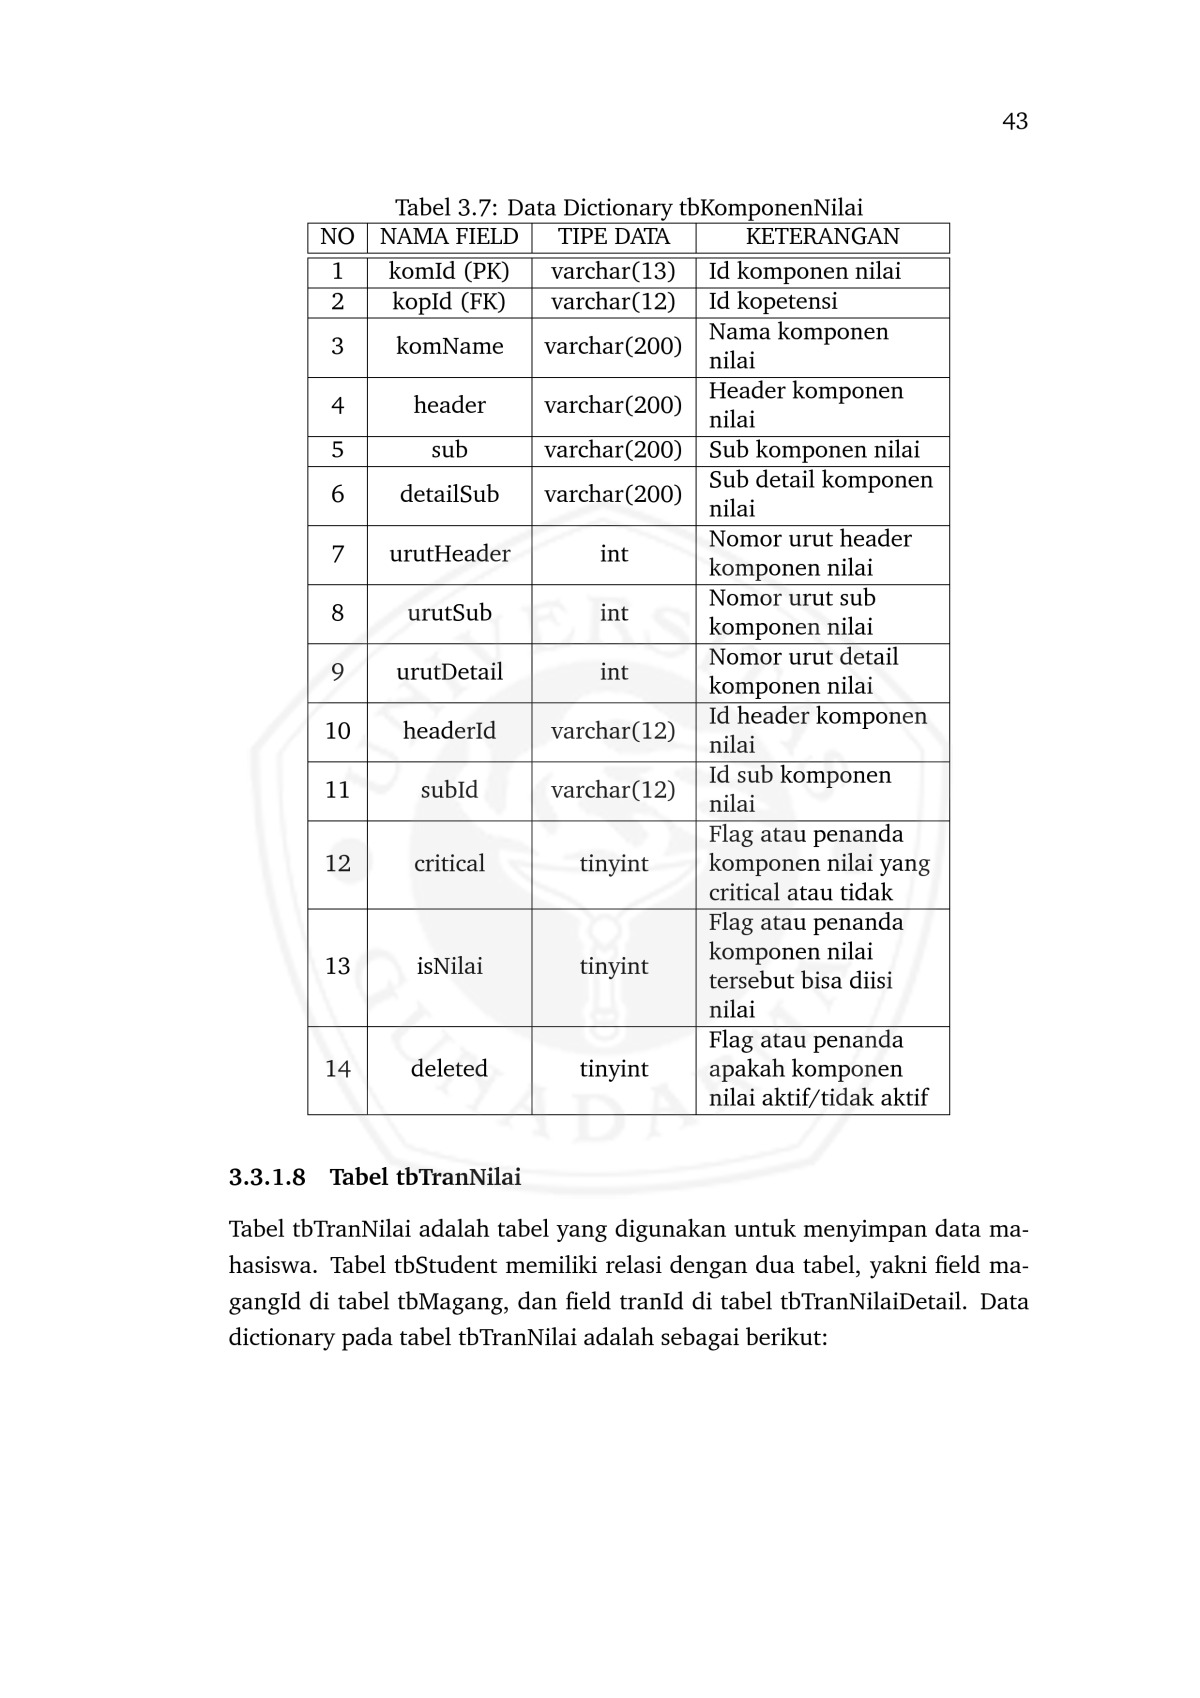 43
Tabel 3.7: Data Dictionary tbKomponenNilai
NO NAMA FIELD TIPE DATA KETERANGAN
1 komId (PK) varchar(13) Id komponen nilai
2 kopId (FK) varchar(12) Id kopetensi
3 komName varchar(200) Nama komponen
nilai
4 header varchar(200) Header komponen
nilai
5 sub varchar(200) Sub komponen nilai
6 detailSub varchar(200) Sub detail komponen
nilai
7 urutHeader int Nomor urut header
komponen nilai
8 urutSub int Nomor urut sub
komponen nilai
9 urutDetail int Nomor urut detail
komponen nilai
10 headerId varchar(12) Id header komponen
nilai
11 subId varchar(12) Id sub komponen
nilai
12 critical tinyint Flag atau penanda
komponen nilai yang
critical atau tidak
13 isNilai tinyint Flag atau penanda
komponen nilai
tersebut bisa diisi
nilai
14 deleted tinyint Flag atau penanda
apakah komponen
nilai aktif/tidak aktif
UNIVERSITAS
GUNADARMA
3.3.1.8 Tabel tbTranNilai
Tabel tbTranNilai adalah tabel yang digunakan untuk menyimpan data ma-
hasiswa. Tabel tbStudent memiliki relasi dengan dua tabel, yakni field ma-
gangId di tabel tbMagang, dan field tranId di tabel tbTranNilaiDetail. Data
dictionary pada tabel tbTranNilai adalah sebagai berikut: